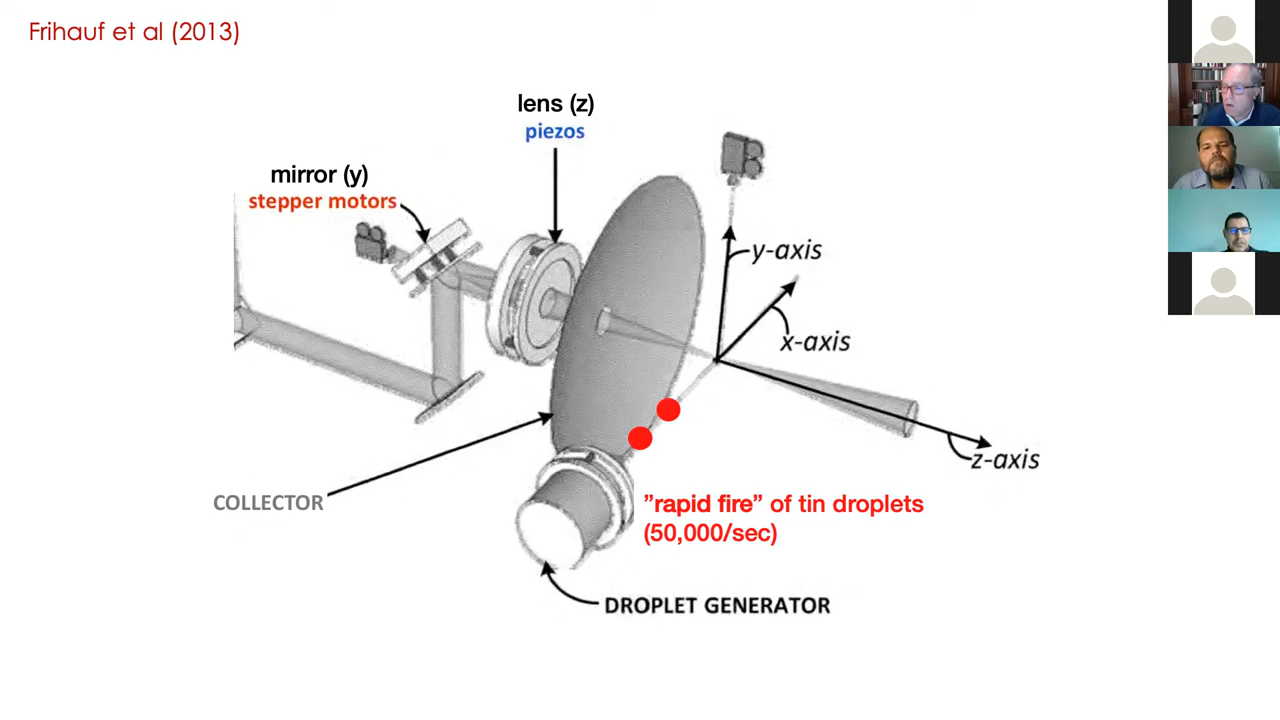 Frihauf et al (2013)
lens (z)
piezos
mirror (y)
stepper motors
y-axis
x-axis
z-axis
COLLECTOR
”rapid fire” of tin droplets
(50,000/sec)
DROPLET GENERATOR